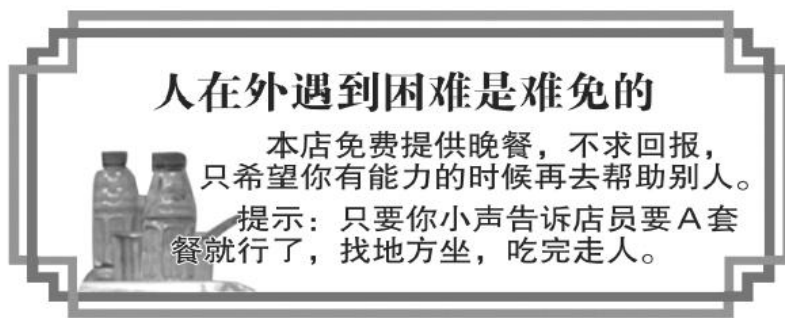 人在外遇到困难是难免的
本店免费提供晚餐，不求回报，
只希望你有能力的时候再去帮助别人。
提示：只要你小声告诉店员要A套
餐就行了，找地方坐，吃完走人。